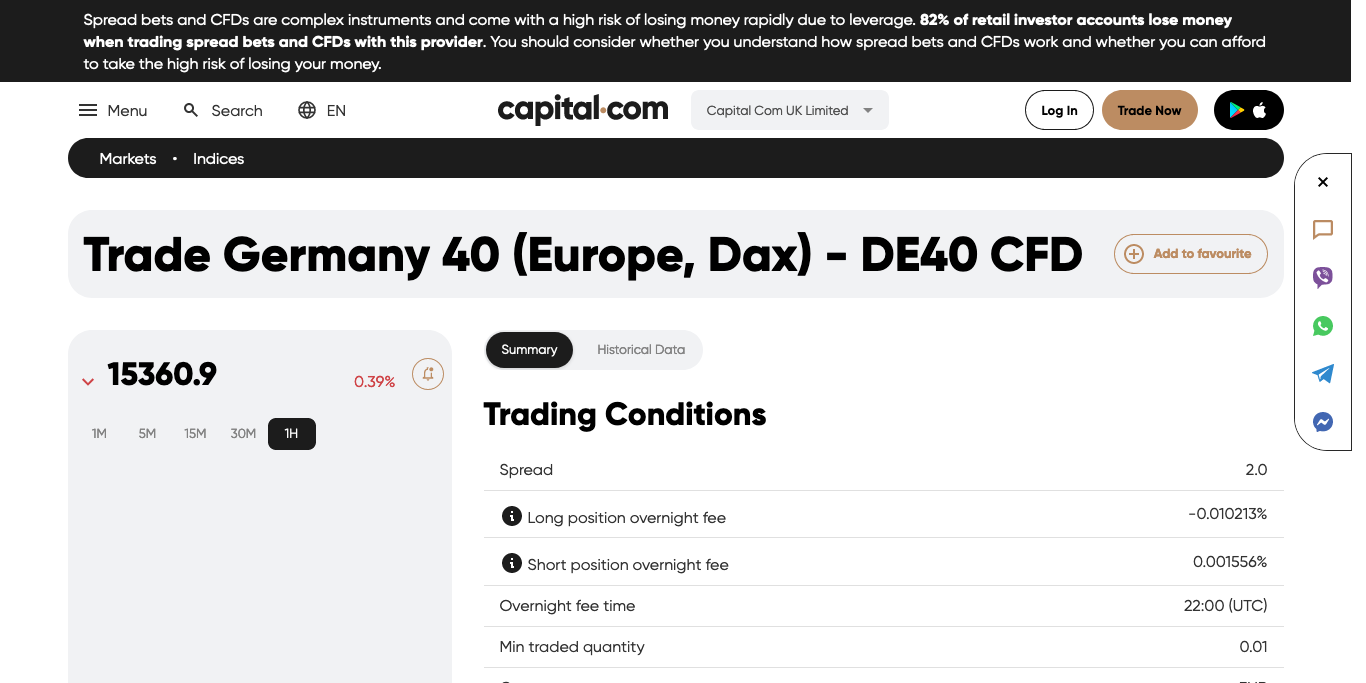 Spread bets and CFDs are complex instruments and come with a high risk of losing money rapidly due to leverage. 82% of retail investor accounts lose money
when trading spread bets and CFDs with this provider. You should consider whether you understand how spread bets and CFDs work and whether you can afford
to take the high risk of losing your money.
Menu Search EN capital.com Capital Com UK Limited Log In Trade Now
Markets • Indices
Trade Germany 40 (Europe, Dax) - DE40 CFD Add to favourite
15360.9 0.39%
1M 5M 15M 30M 1H
Summary Historical Data
Trading Conditions
Spread 2.0
Long position overnight fee -0.010213%
Short position overnight fee 0.001556%
Overnight fee time 22:00 (UTC)
Min traded quantity 0.01